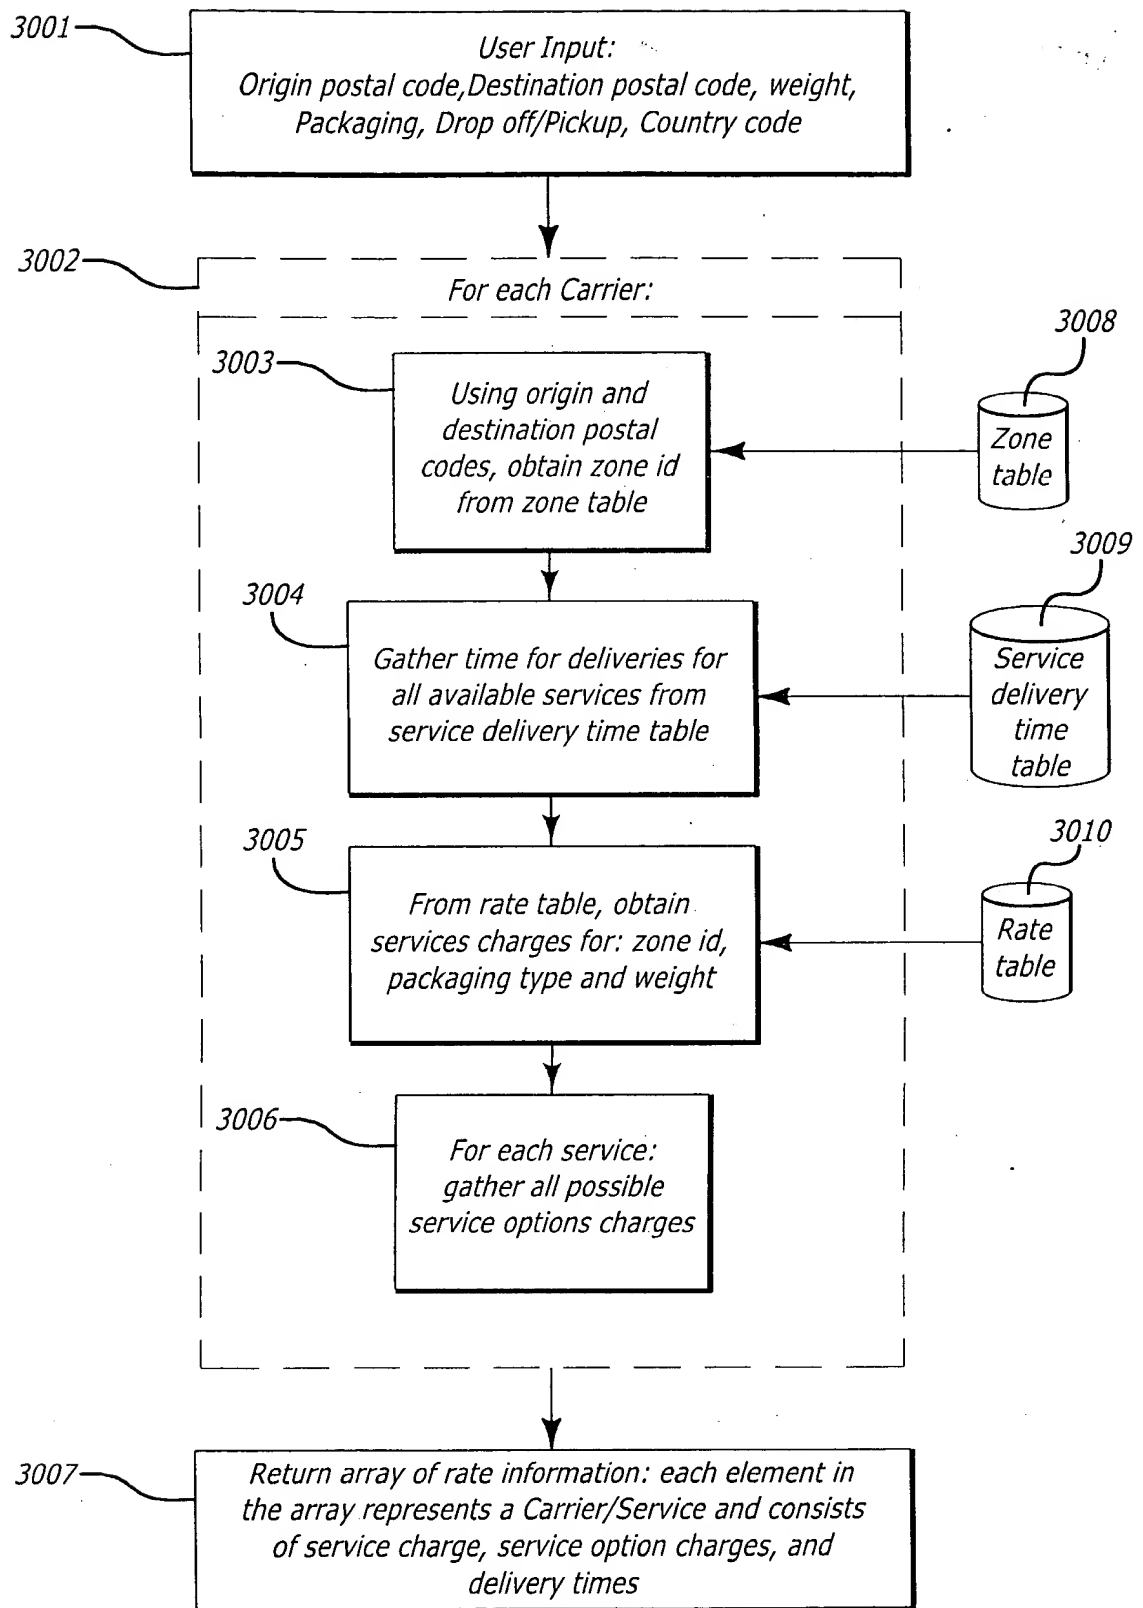 3001
User Input:
Origin postal code,Destination postal code, weight,
Packaging, Drop off/Pickup, Country code
3002
For each Carrier:
3003
Using origin and
destination postal
codes, obtain zone id
from zone table
3008
Zone
table
3004
Gather time for deliveries for
all available services from
service delivery time table
3009
Service
delivery
time
table
3005
From rate table, obtain
services charges for: zone id,
packaging type and weight
3010
Rate
table
3006
For each service:
gather all possible
service options charges
3007
Return array of rate information: each element in
the array represents a Carrier/Service and consists
of service charge, service option charges, and
delivery times